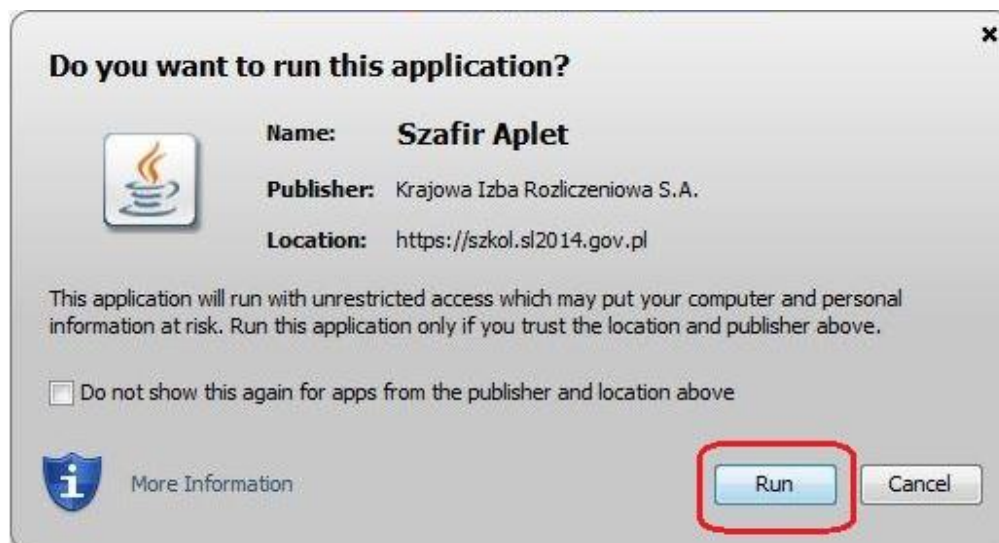 Do you want to run this application?
Name: Szafir Aplet
Publisher: Krajowa Izba Rozliczeniowa S.A.
Location: https://szkol.sl2014.gov.pl
This application will run with unrestricted access which may put your computer and personal
information at risk. Run this application only if you trust the location and publisher above.
Do not show this again for apps from the publisher and location above
More Information
Run
Cancel